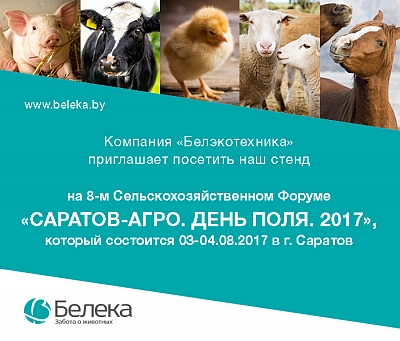 www.beleka.by
Компания «Белэкотехника»
приглашает посетить наш стенд
на 8-м Сельскохозяйственном Форуме
«САРАТОВ-АГРО. ДЕНЬ ПОЛЯ. 2017»,
который состоится 03-04.08.2017 в г. Саратов
Белека
Забота о животных